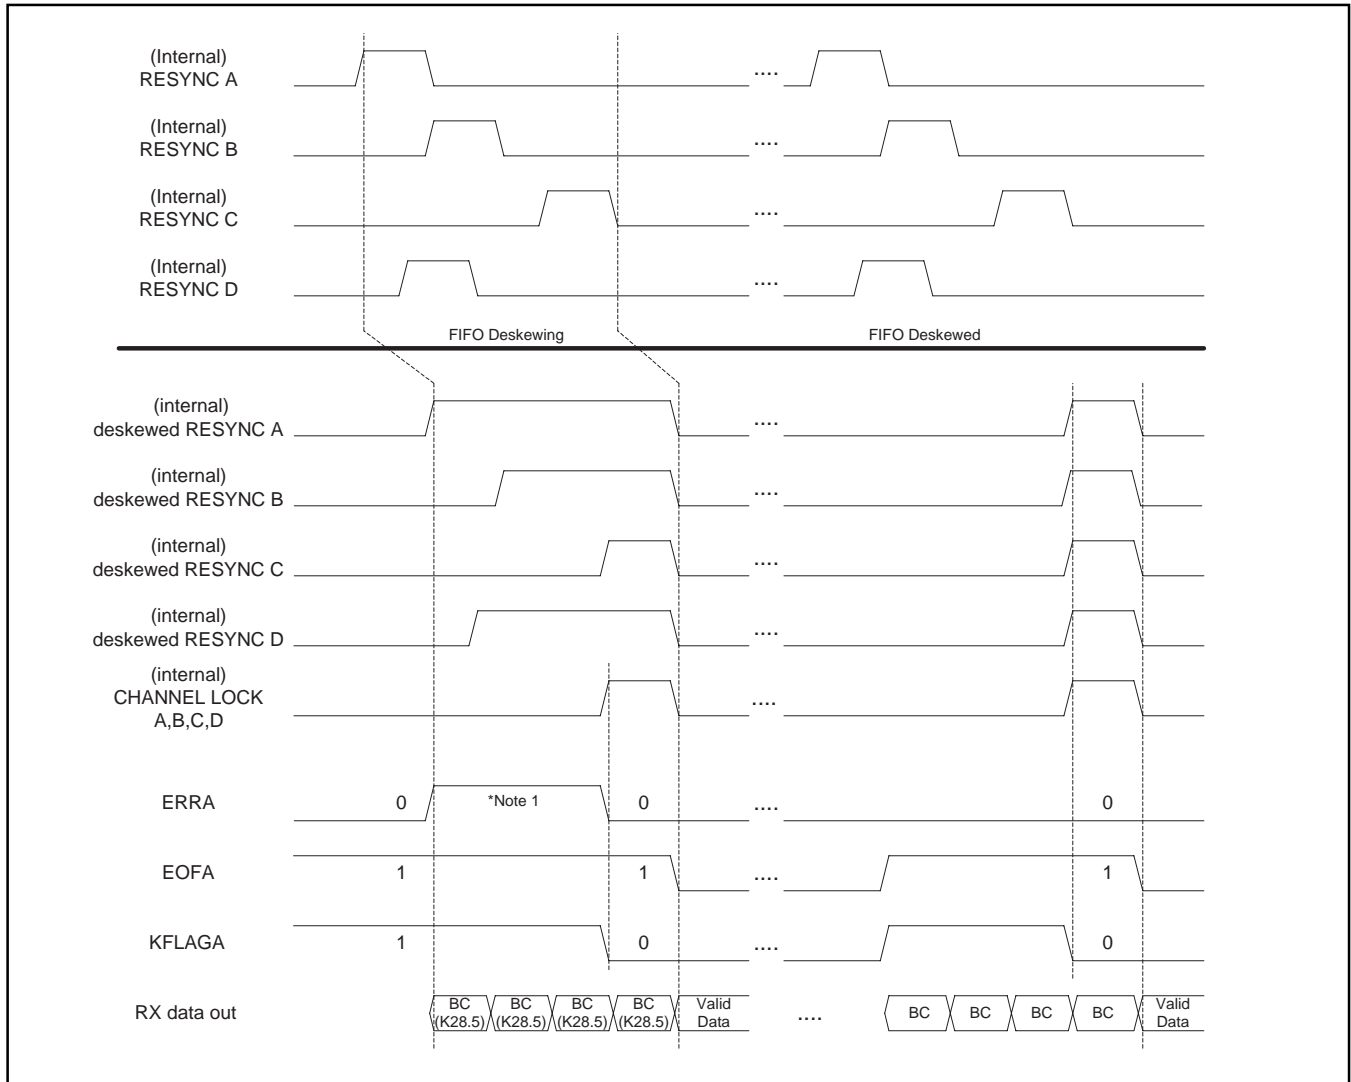 (Internal)
RESYNC A
....
(Internal)
RESYNC B
....
(Internal)
RESYNC C
....
(Internal)
RESYNC D
....
FIFO Deskewing
FIFO Deskewed
(internal)
deskewed RESYNC A
....
(internal)
deskewed RESYNC B
....
(internal)
deskewed RESYNC C
....
(internal)
deskewed RESYNC D
....
(internal)
CHANNEL LOCK
A,B,C,D
....
ERRA 0 *Note 1 0 .... 0
EOFA 1 1 .... 1
KFLAGA 1 0 .... 0
RX data out
BC
(K28.5)
BC
(K28.5)
BC
(K28.5)
BC
(K28.5)
Valid
Data
....
BC BC BC BC
Valid
Data